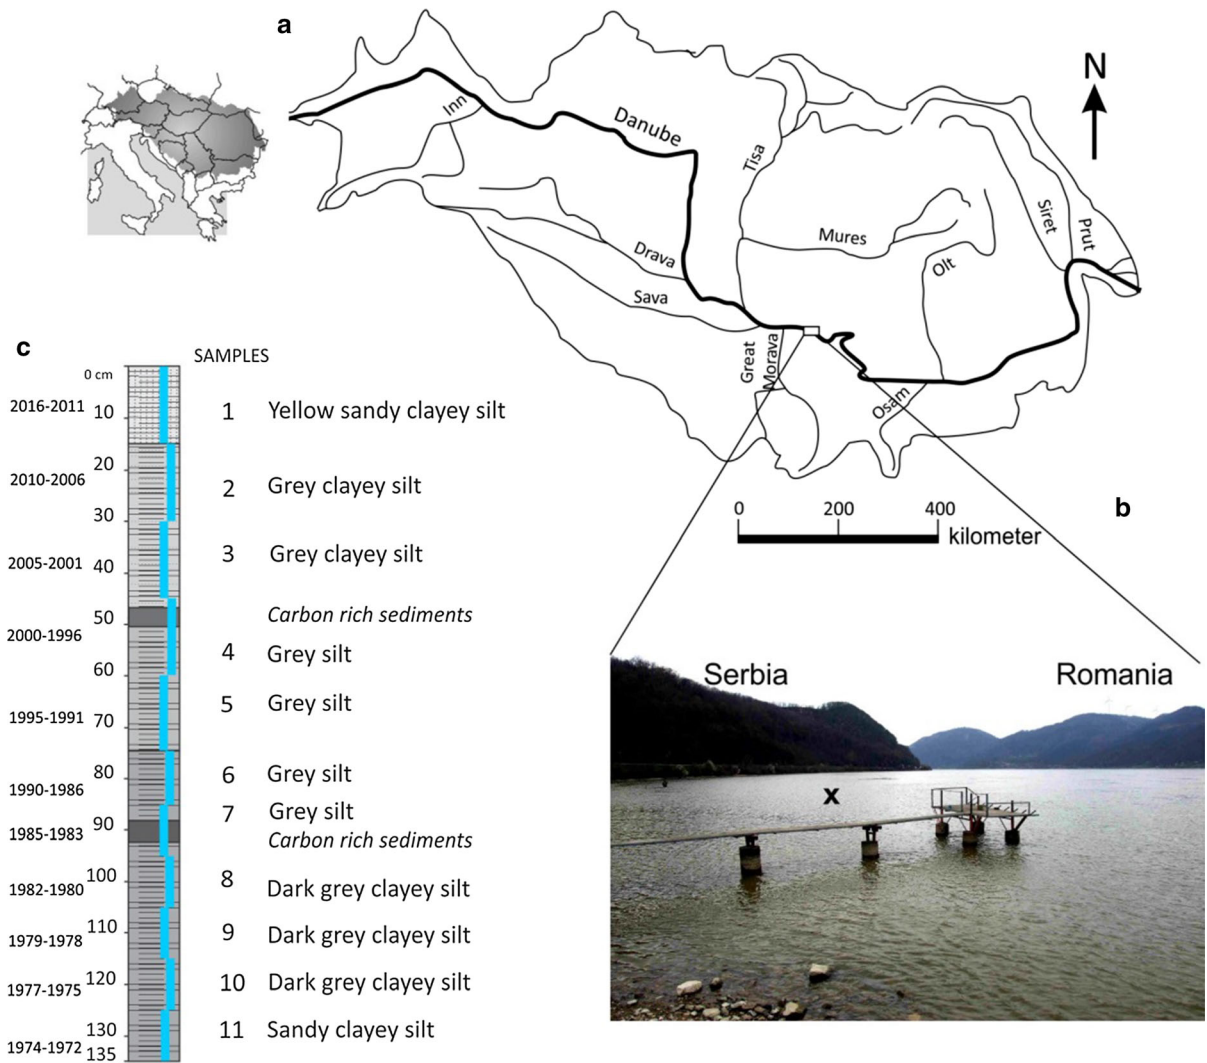 a
N
Inn
Danube
Tisa
Mures
Siret
Prut
Olt
Drava
Sava
Great
Morava
Osam
0 200 400
kilometer
b
Serbia Romania
x
c
SAMPLES
0 cm
2016-2011 10 1 Yellow sandy clayey silt
20
2010-2006 2 Grey clayey silt
30
2005-2001 3 Grey clayey silt
40
50 Carbon rich sediments
2000-1996
4 Grey silt
60
5 Grey silt
1995-1991 70
80 6 Grey silt
1990-1986
7 Grey silt
1985-1983 90 Carbon rich sediments
100 8 Dark grey clayey silt
1982-1980
110 9 Dark grey clayey silt
1979-1978
120 10 Dark grey clayey silt
1977-1975
130 11 Sandy clayey silt
1974-1972 135